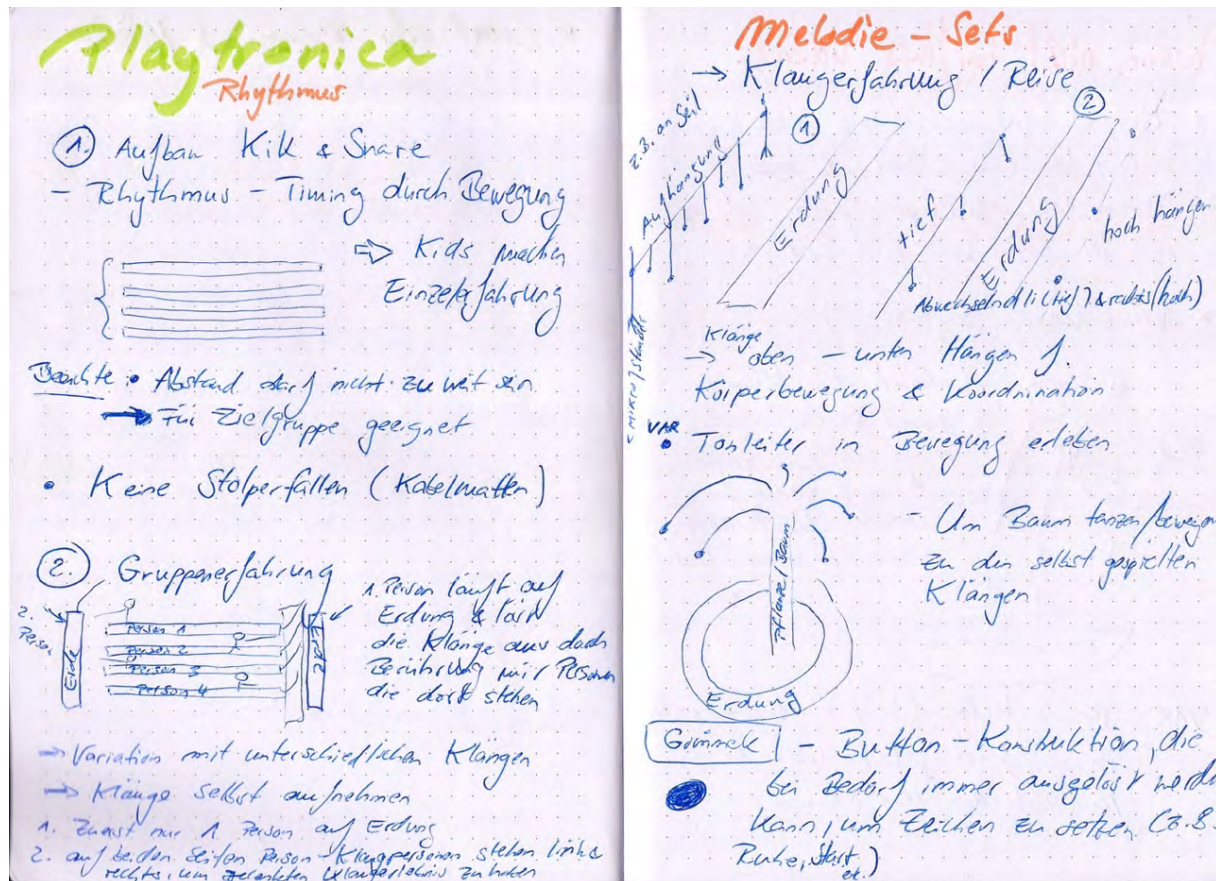 Playtronica
Rhythmus
1. Aufbau Kik & Snare
- Rhythmus - Timing durch Bewegung
⇨ Kids machen
Einzelerfahrung
Beachte: • Abstand darf nicht zu weit sein
→ Für Zielgruppe geeignet
• Keine Stolperfallen (Kabelmatten)
2. Gruppenerfahrung
2. Person
Erde
Person 1
Person 2
Person 3
Person 4
Erde
1. Person läuft auf
Erdung & löst
die Klänge aus durch
Berührung mit Personen
die dort stehen
→ Variation mit unterschiedlichen Klängen
→ Klänge selbst aufnehmen
1. Zuerst nur 1 Person auf Erdung
2. auf beiden Seiten Person - Klangpersonen stehen links
rechts, um Klangerlebnis zu haben
Melodie - Sets
→ Klangerfahrung / Reise
z.B. an Seil
Aufhängung
1
Erdung
tief
2
Erdung
hoch hängen
Abwechselnd li (tief) & rechts (hoch)
Klänge
→ oben - unten Hängen f.
Körperbewegung & Koordnination
VAR
• Tonleiter in Bewegung erleben
Pflanze/Baum
Erdung
- Um Baum tanzen/bewegen
zu den selbst gespielten
Klängen
Gimmek - Button-Konstruktion, die
bei Bedarf immer ausgelöst werd
kann, um Zeichen zu setzen (z.B.
Ruhe, Start etc.)